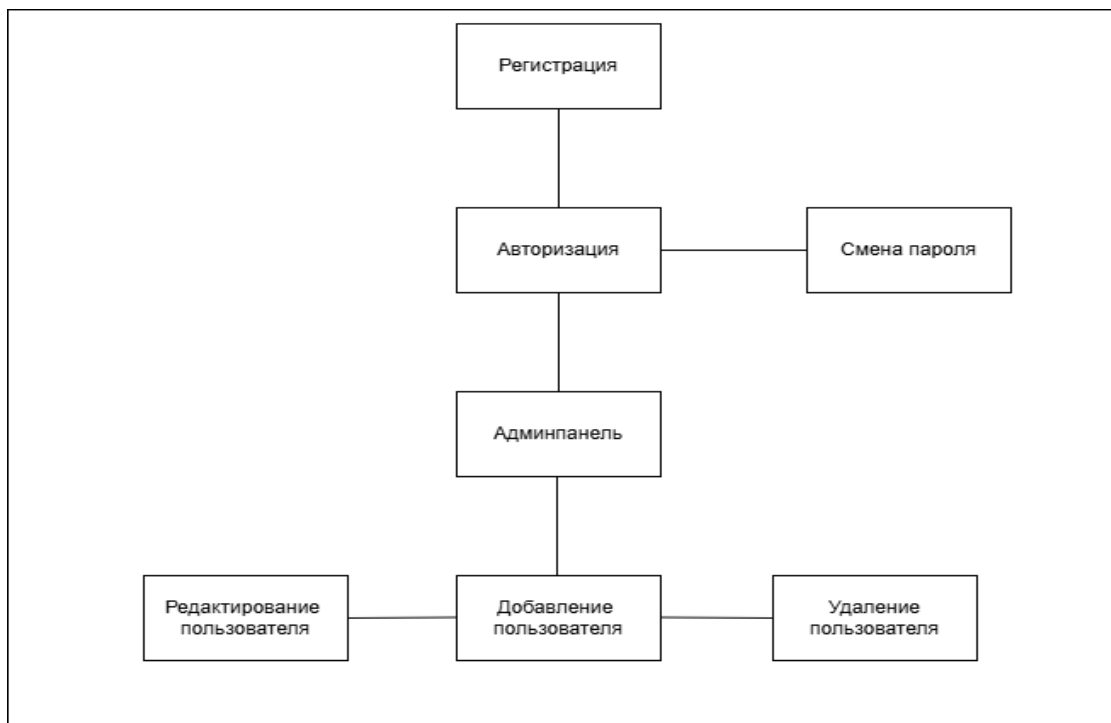 Регистрация
Авторизация
Смена пароля
Админпанель
Редактирование
пользователя
Добавление
пользователя
Удаление
пользователя